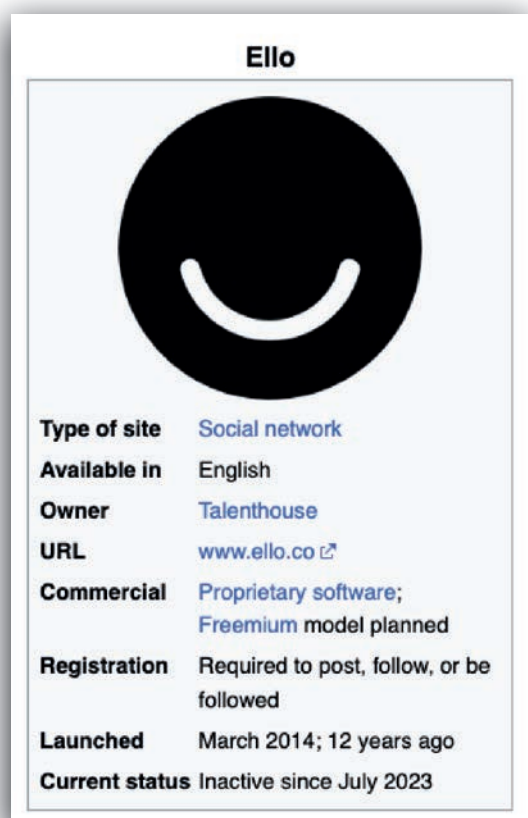 Ello
Type of site Social network
Available in English
Owner Talenthouse
URL www.ello.co
Commercial Proprietary software;
Freemium model planned
Registration Required to post, follow, or be
followed
Launched March 2014; 12 years ago
Current status Inactive since July 2023